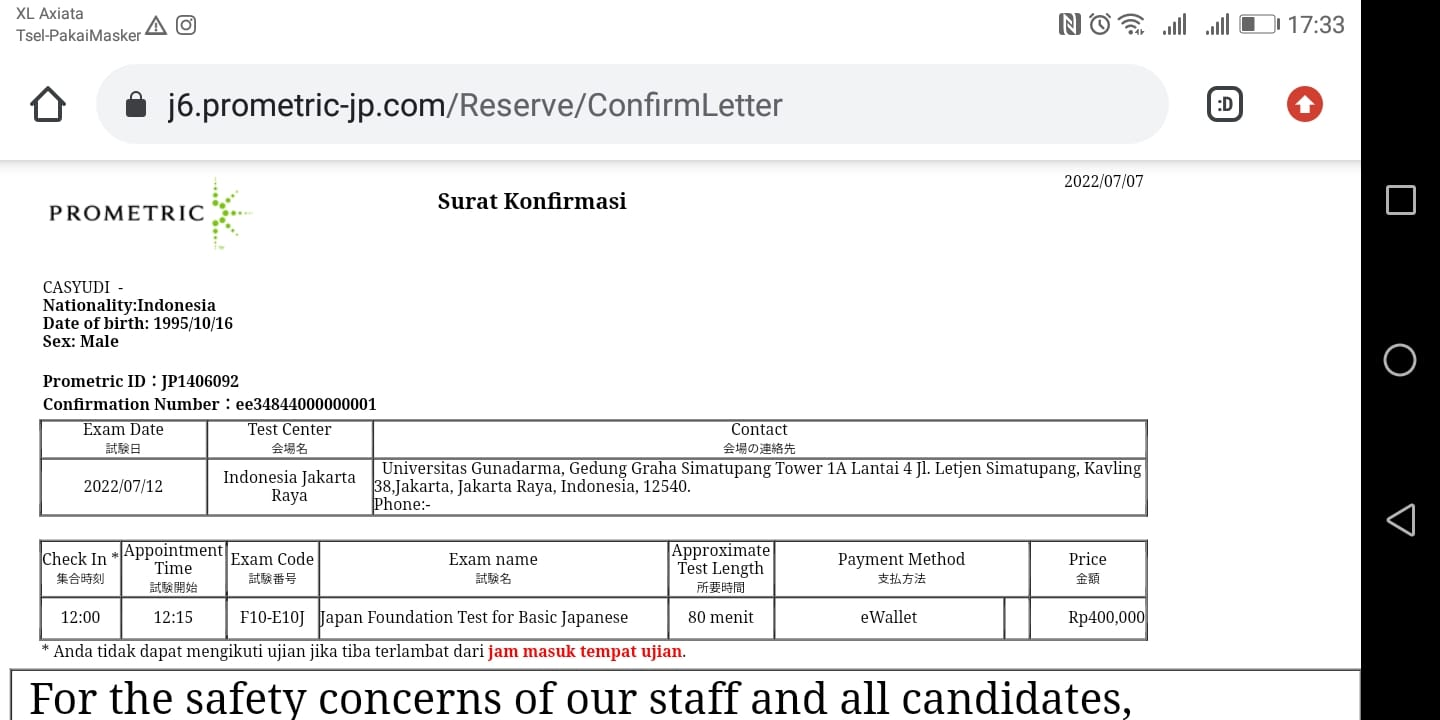 XL Axiata
Tsel-PakaiMasker
17:33
j6.prometric-jp.com/Reserve/ConfirmLetter
:D
2022/07/07
PROMETRIC
Surat Konfirmasi
CASYUDI -
Nationality:Indonesia
Date of birth: 1995/10/16
Sex: Male
Prometric ID：JP1406092
Confirmation Number：ee34844000000001
Exam Date Test Center Contact
試験日 会場名 会場の連絡先
2022/07/12
Indonesia Jakarta
Raya
Universitas Gunadarma, Gedung Graha Simatupang Tower 1A Lantai 4 Jl. Letjen Simatupang, Kavling
38,Jakarta, Jakarta Raya, Indonesia, 12540.
Phone:-
Check In *
集合時刻
Appointment
Time
試験開始
Exam Code
試験番号
Exam name
試験名
Approximate
Test Length
所要時間
Payment Method
支払方法
Price
金額
12:00 12:15 F10-E10J Japan Foundation Test for Basic Japanese 80 menit eWallet Rp400,000
* Anda tidak dapat mengikuti ujian jika tiba terlambat dari jam masuk tempat ujian.
For the safety concerns of our staff and all candidates,